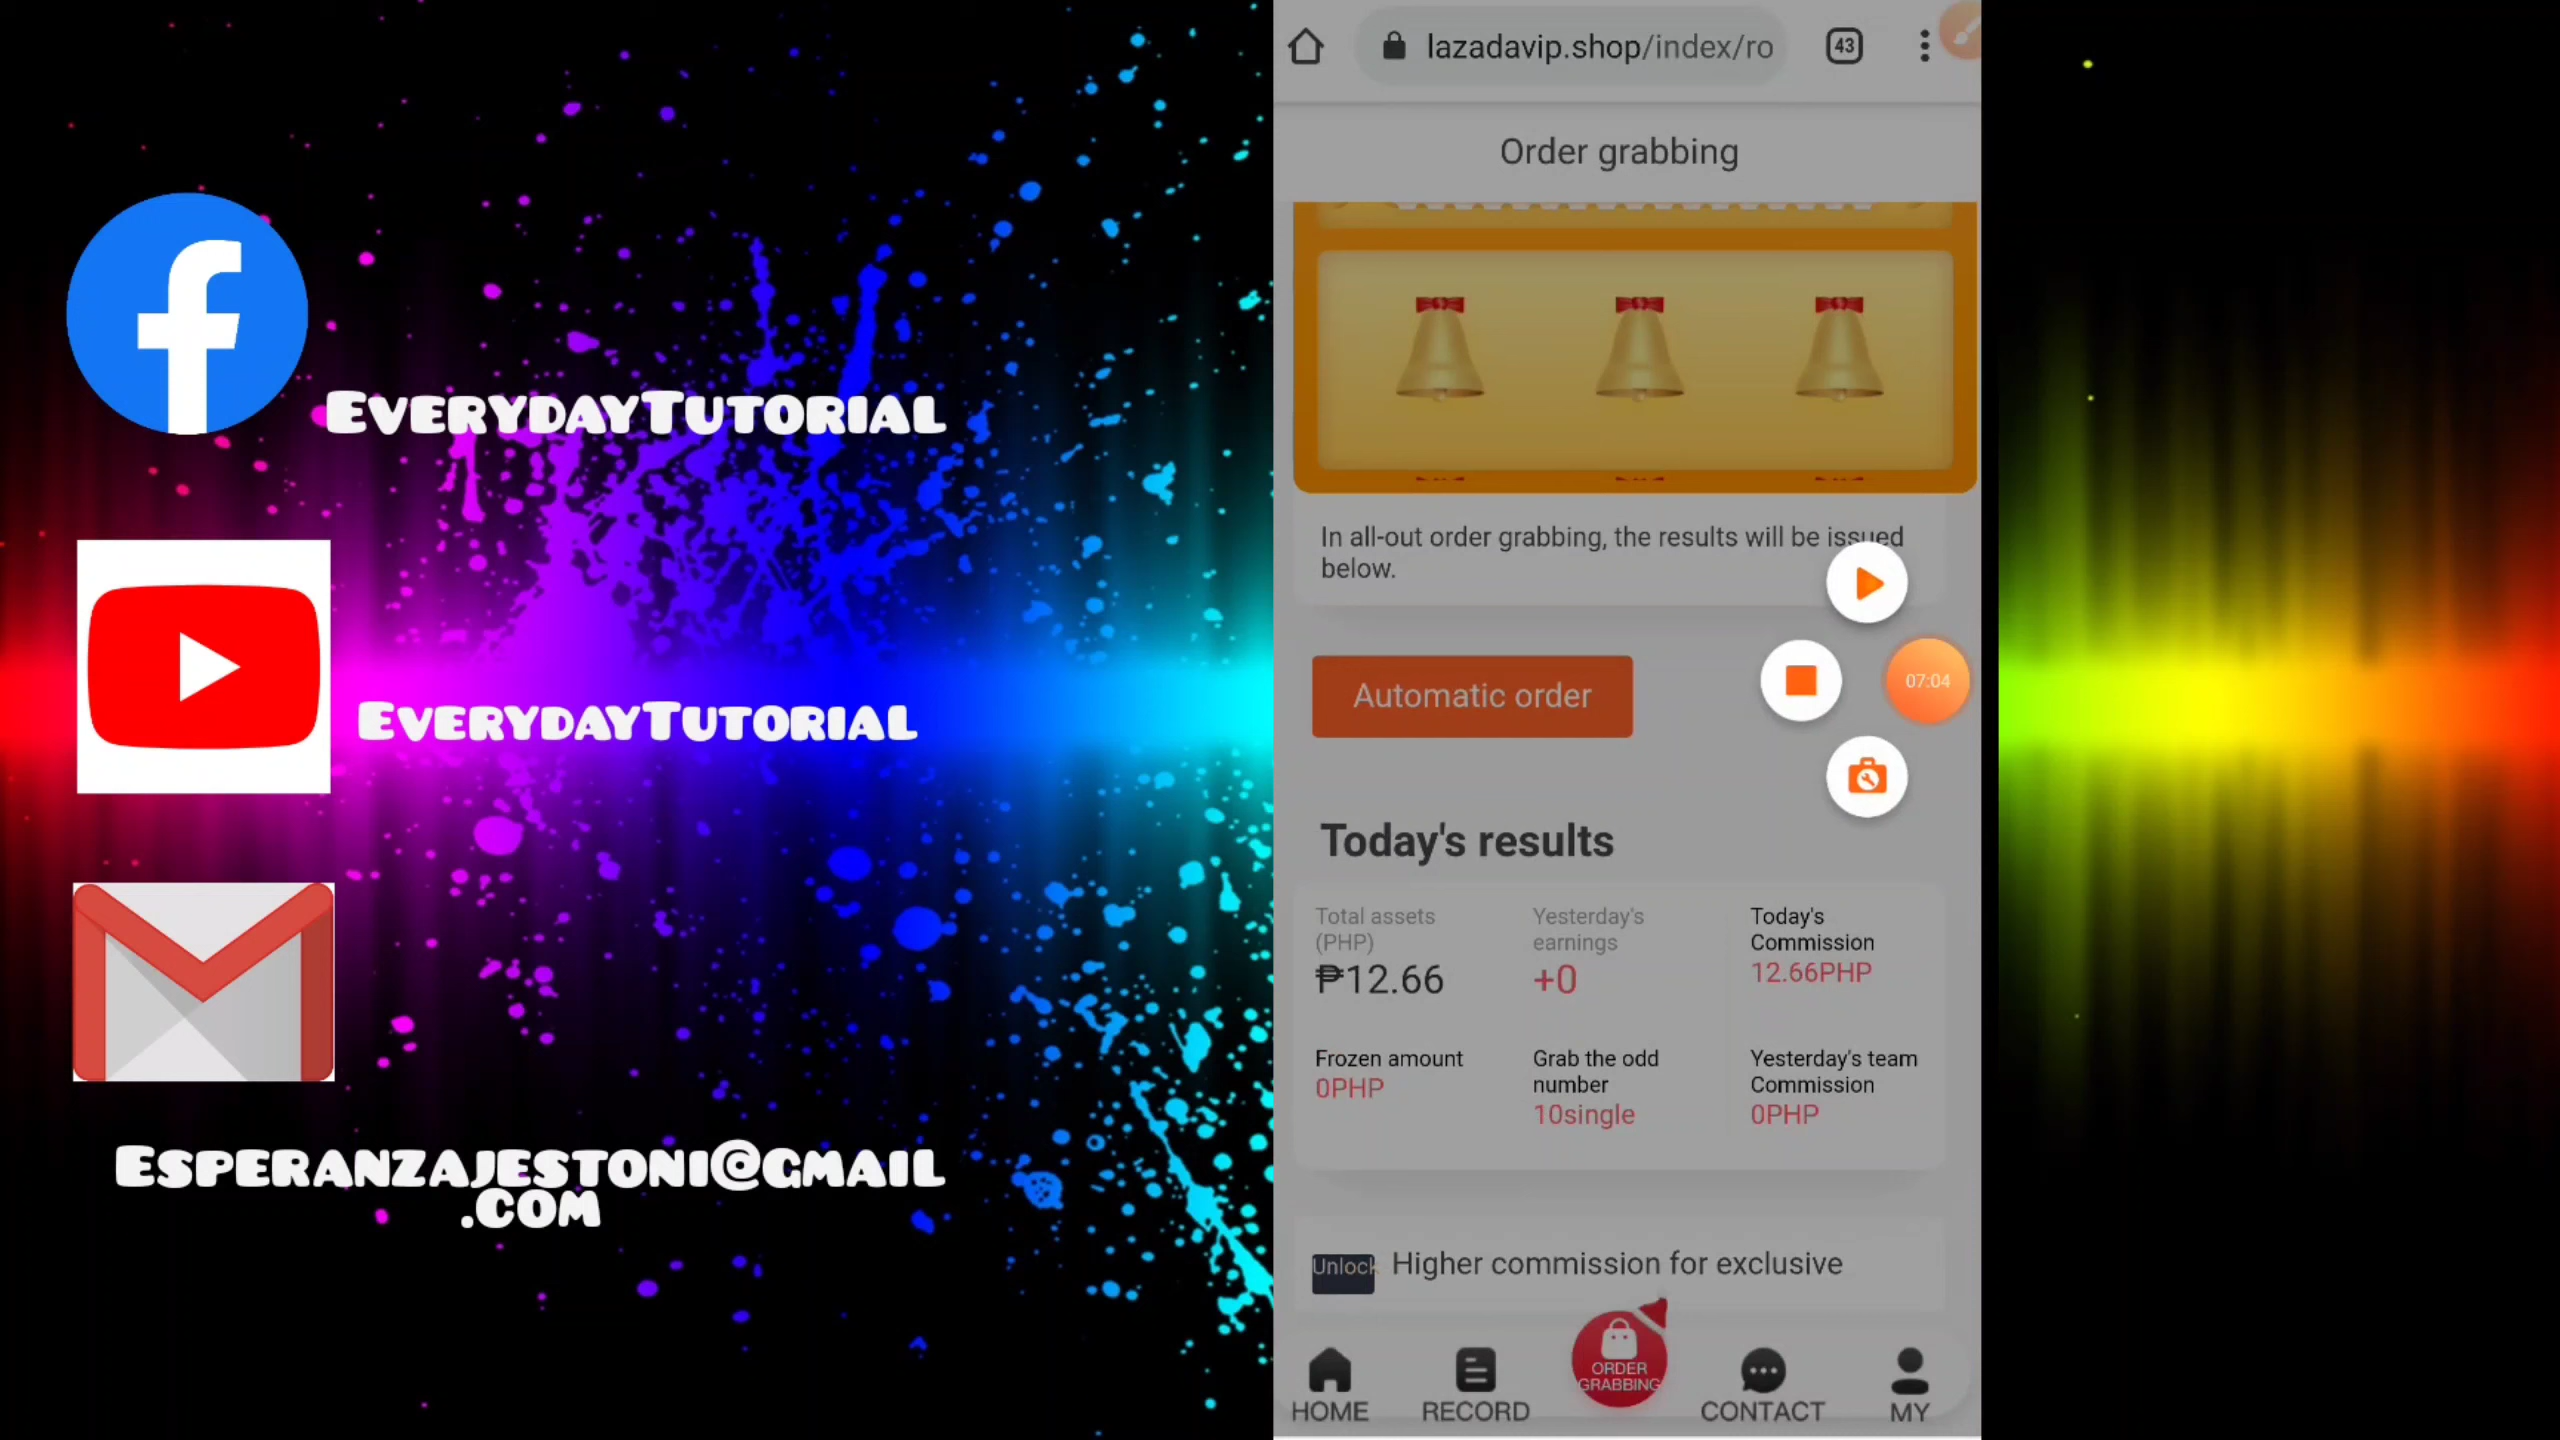 EverydayTutorial
EverydayTutorial
Esperanzajestoni@gmail
.com
lazadavip.shop/index/ro
43
Order grabbing
In all-out order grabbing, the results will be issued
below.
Automatic order
07:04
Today's results
Total assets
(PHP)
₱12.66
Yesterday's
earnings
+0
Today's
Commission
12.66PHP
Frozen amount
0PHP
Grab the odd
number
10single
Yesterday's team
Commission
0PHP
Unlock
Higher commission for exclusive
HOME
RECORD
ORDER
GRABBING
CONTACT
MY